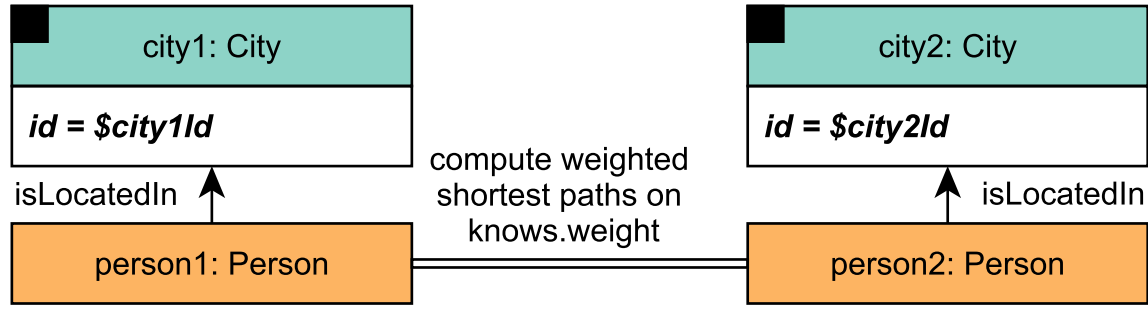 city1: City
city2: City
id = $city1Id
id = $city2Id
compute weighted
shortest paths on
knows.weight
isLocatedIn
isLocatedIn
person1: Person
person2: Person